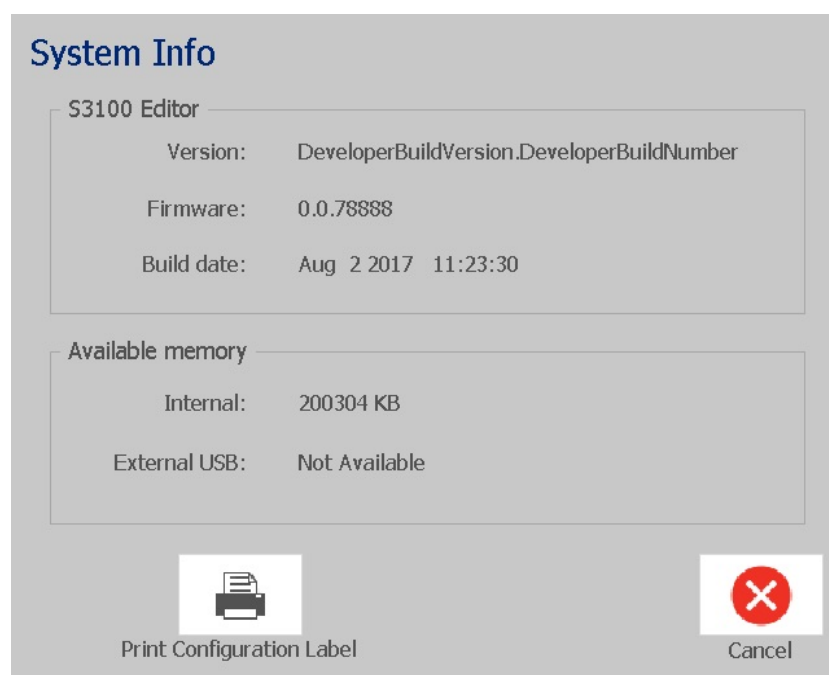 System Info
S3100 Editor
Version: DeveloperBuildVersion.DeveloperBuildNumber
Firmware: 0.0.78888
Build date: Aug 2 2017 11:23:30
Available memory
Internal: 200304 KB
External USB: Not Available
Print Configuration Label
Cancel